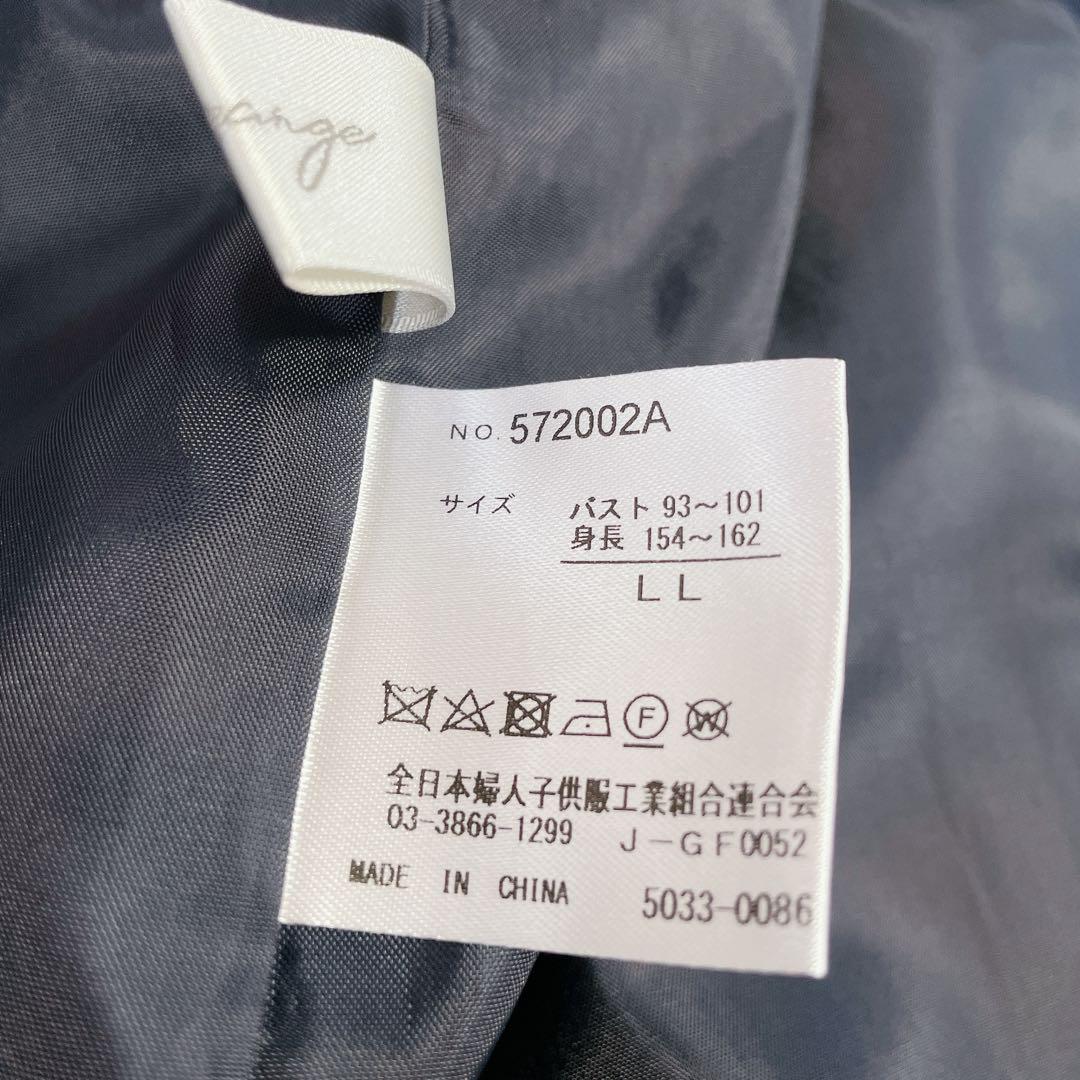 NO. 572002A
サイズ バスト 93～101
身長 154～162
LL
F W
全日本婦人子供服工業組合連合会
03-3866-1299 J-GF0052
MADE IN CHINA 5033-0086